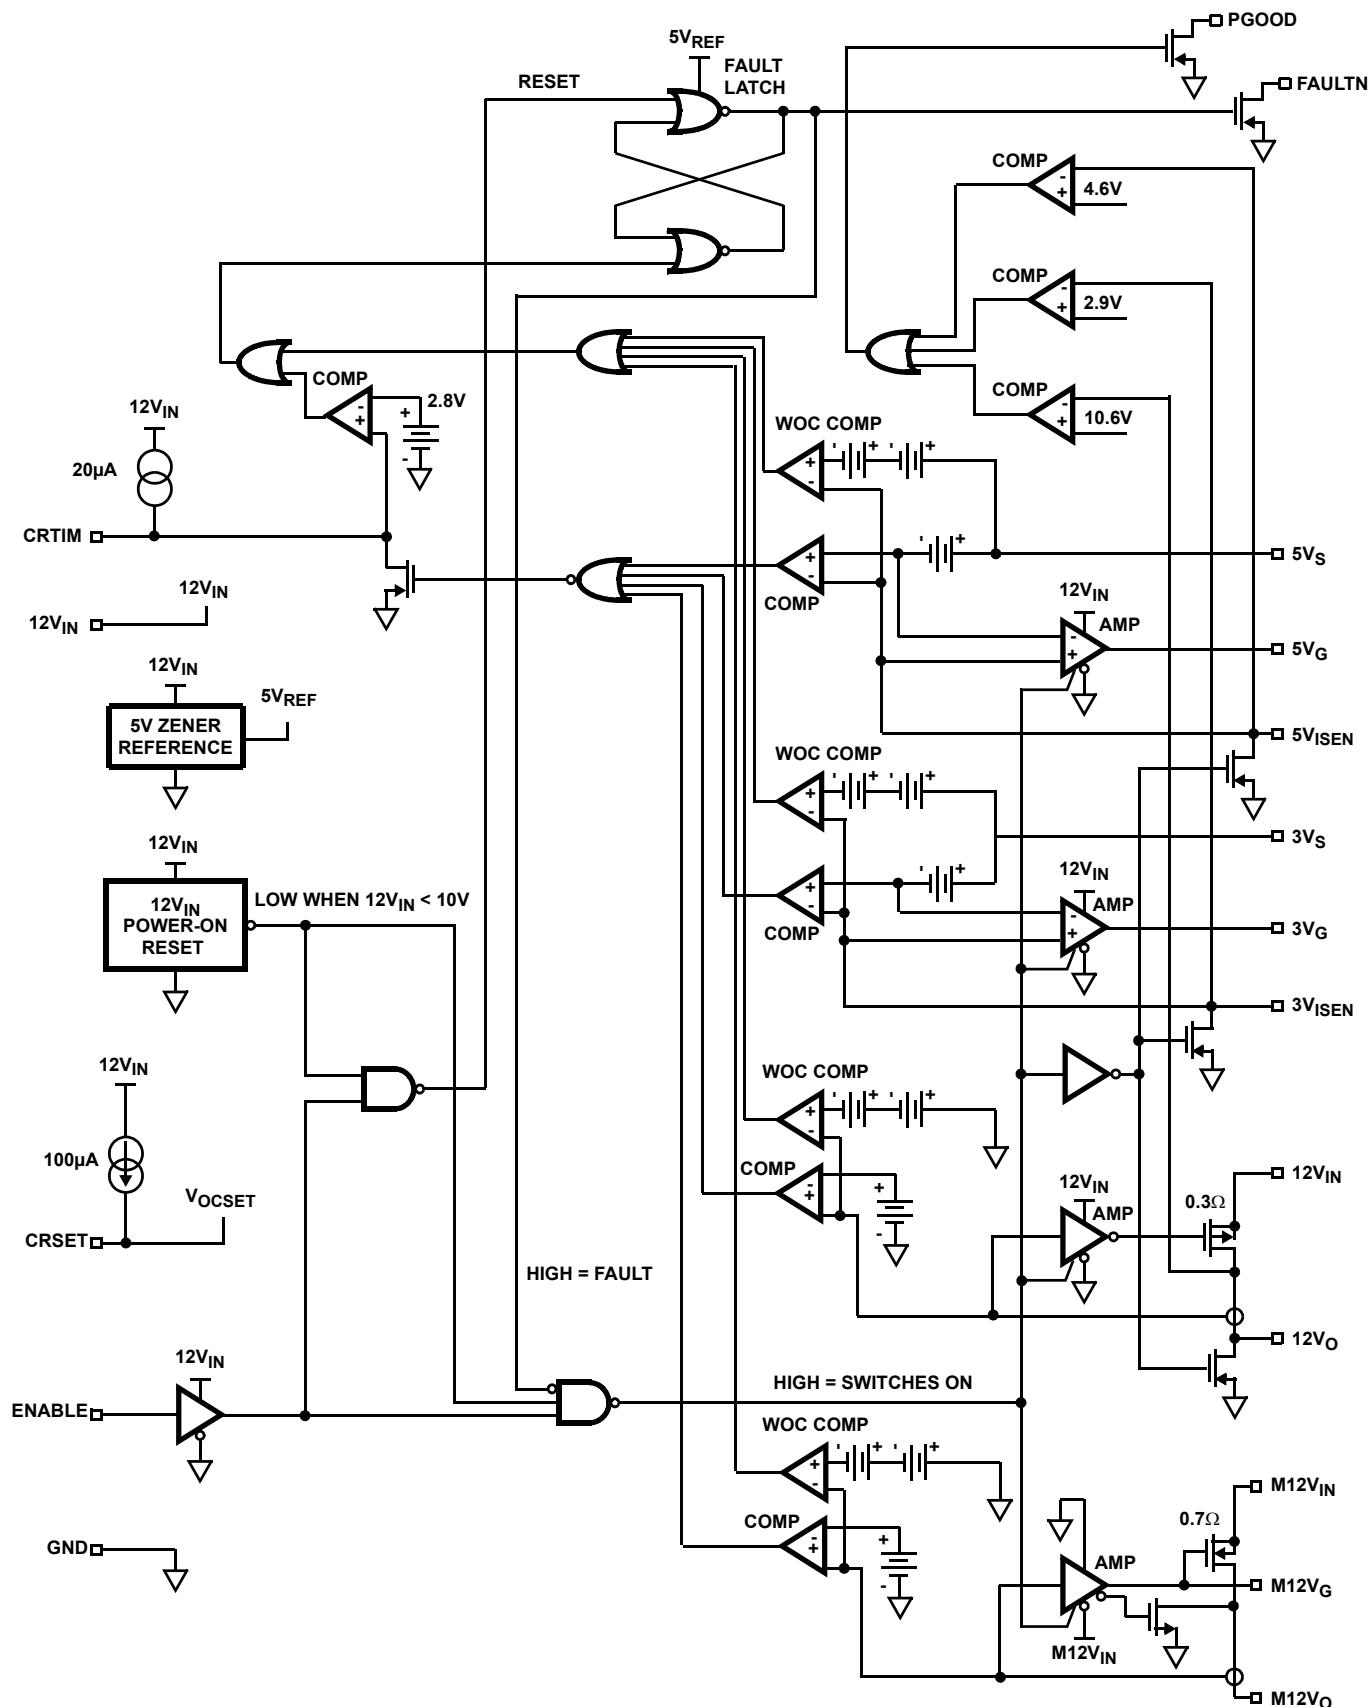 PGOOD
5VREF
FAULT
LATCH
RESET
FAULTN
COMP
-
+
4.6V
COMP
-
+
2.9V
COMP
-
+
10.6V
COMP
-
+
+
2.8V
-
12VIN
20µA
CRTIM
WOC COMP
+
-
- +
- +
+
-
COMP
- +
5VS
12VIN
AMP
-
+
5VG
12VIN
12VIN
12VIN
5V ZENER
REFERENCE
5VREF
5VISEN
WOC COMP
+
-
- +
- +
3VS
12VIN
12VIN
POWER-ON
RESET
LOW WHEN 12VIN < 10V
+
-
COMP
- +
12VIN
AMP
-
+
3VG
3VISEN
12VIN
100µA
VOCSET
CRSET
WOC COMP
+
-
- +
- +
COMP
-
+
+
-
12VIN
AMP
0.3Ω
12VIN
HIGH = FAULT
12VO
12VIN
ENABLE
HIGH = SWITCHES ON
WOC COMP
+
-
- +
- +
M12VIN
COMP
-
+
+
-
0.7Ω
AMP
GND
M12VG
M12VIN
M12VO